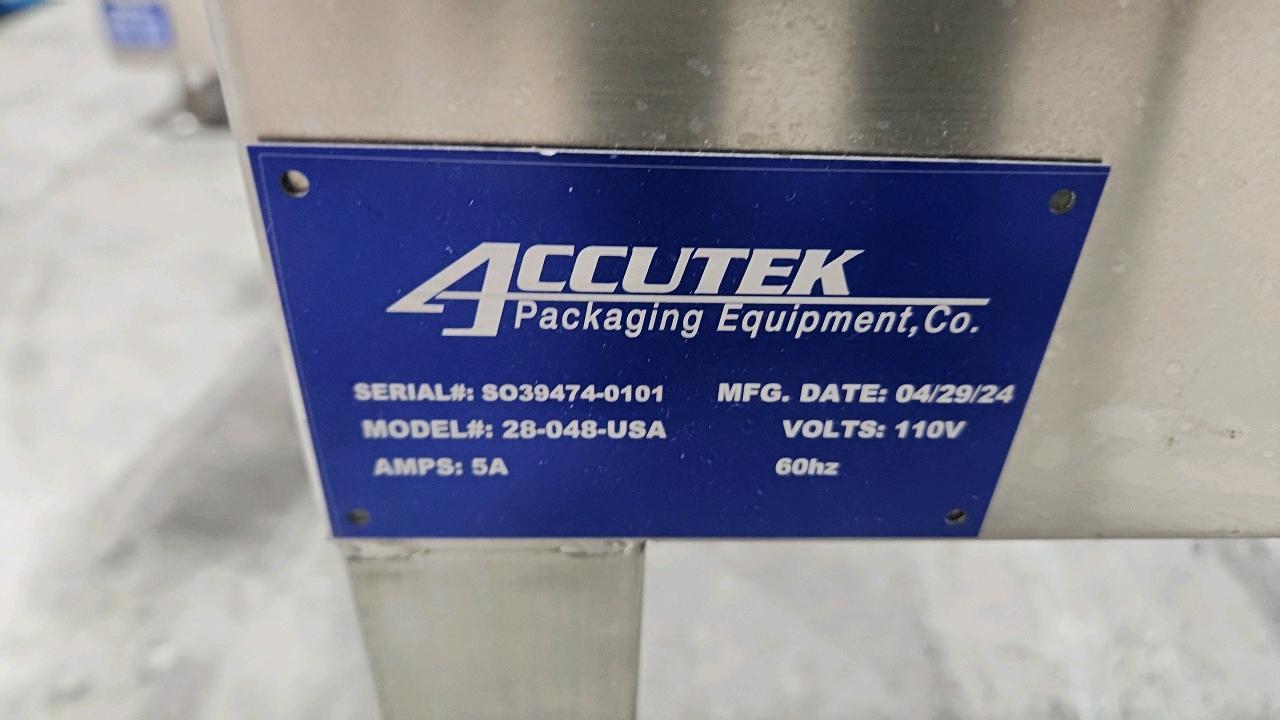 ACCUTEK
Packaging Equipment, Co.
SERIAL#: SO39474-0101 MFG. DATE: 04/29/24
MODEL#: 28-048-USA VOLTS: 110V
AMPS: 5A 60hz